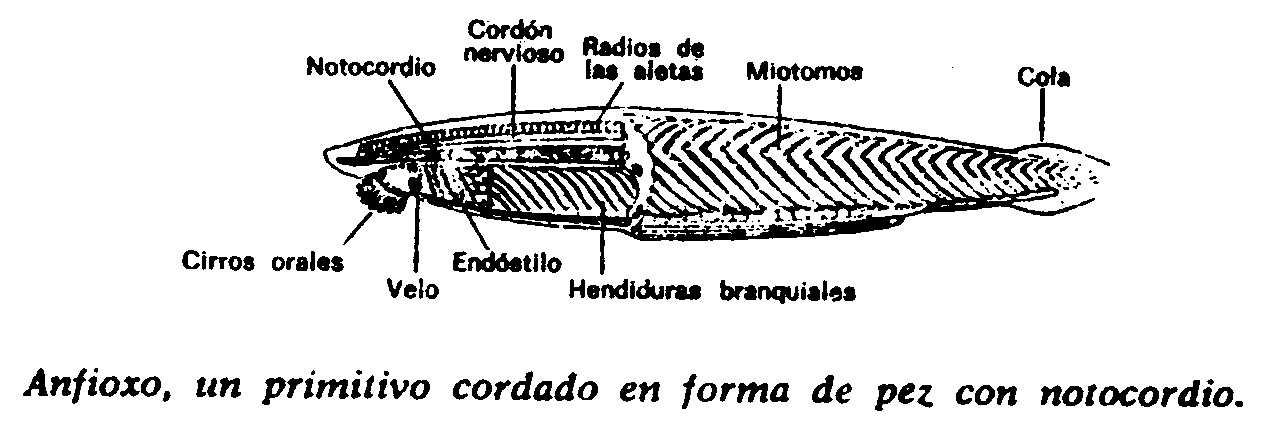 Cordón
nervioso
Radios de
las aletas
Notocordio
Miotomos
Cola
Cirros orales
Velo
Endóstilo
Hendiduras branquiales
Anfioxo, un primitivo cordado en forma de pez con notocordio.